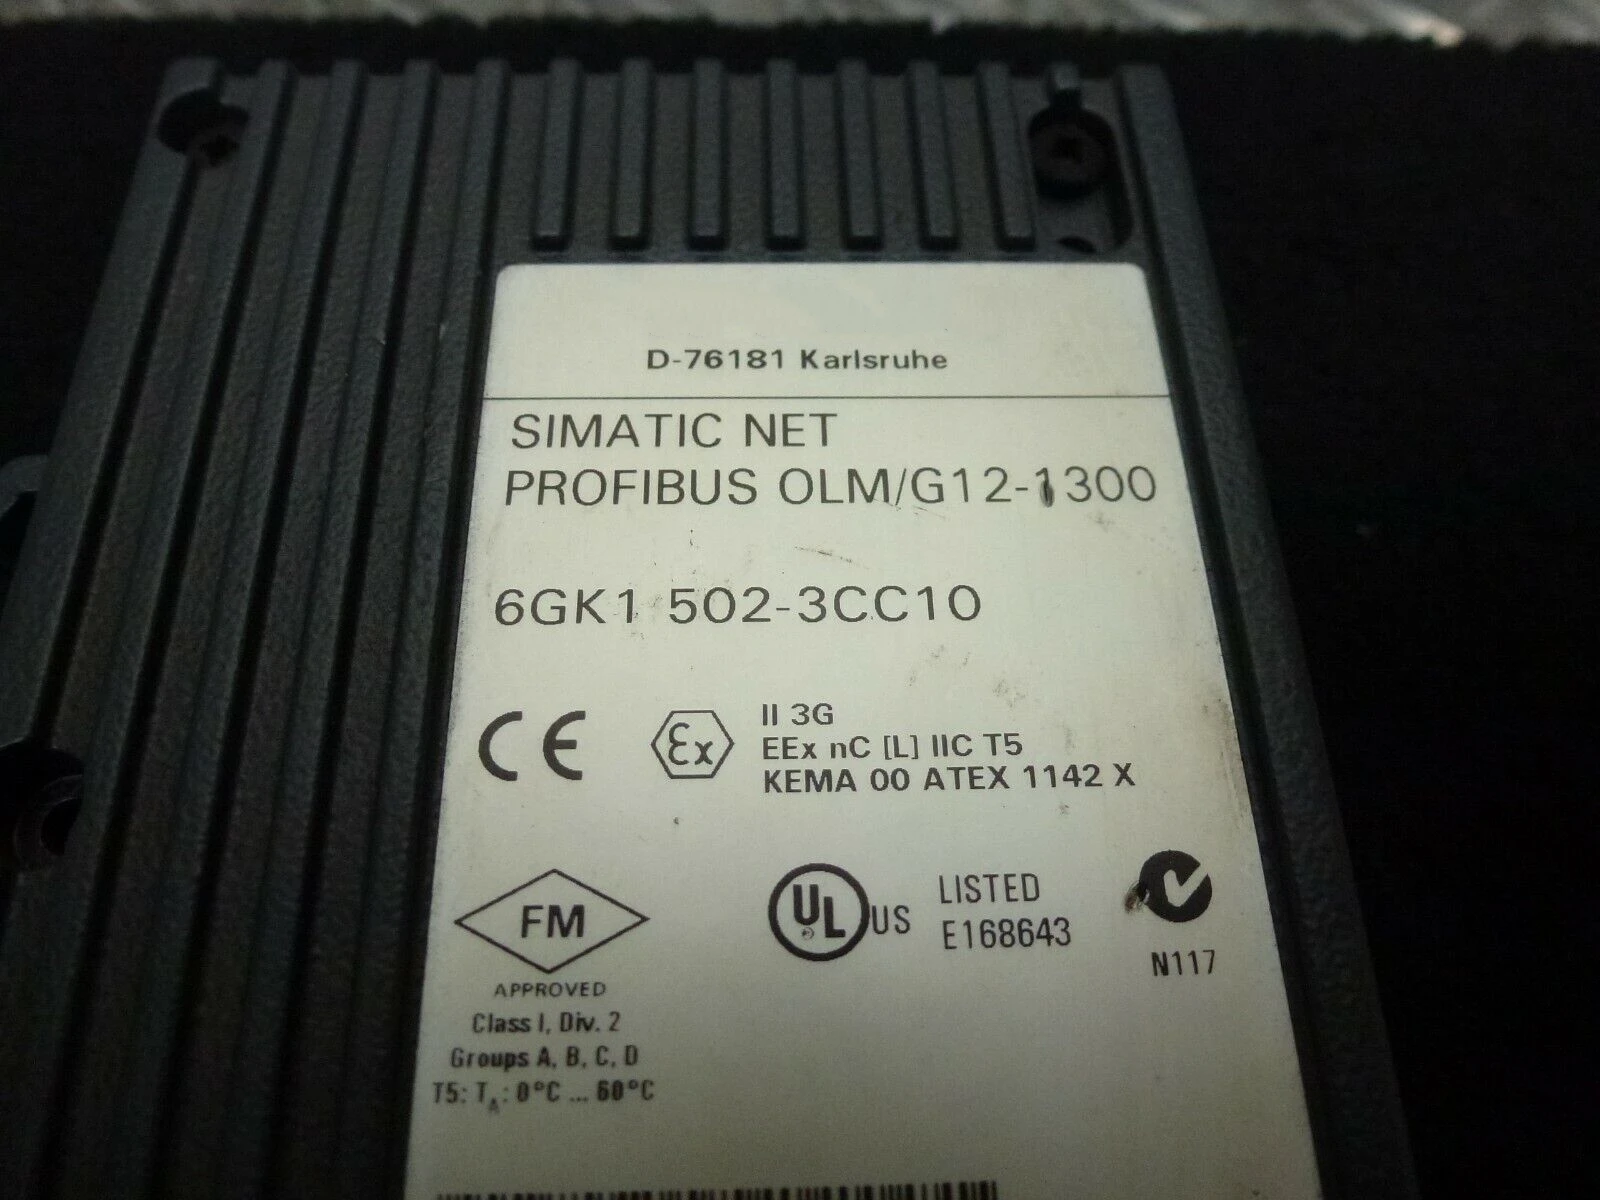 D-76181 Karlsruhe
SIMATIC NET
PROFIBUS OLM/G12-1300
6GK1 502-3CC10
CE
Ex
II 3G
EEx nC [L] IIC T5
KEMA 00 ATEX 1142 X
FM
APPROVED
Class I, Div. 2
Groups A, B, C, D
T5: TA: 0°C ... 60°C
UL US
LISTED
E168643
N117